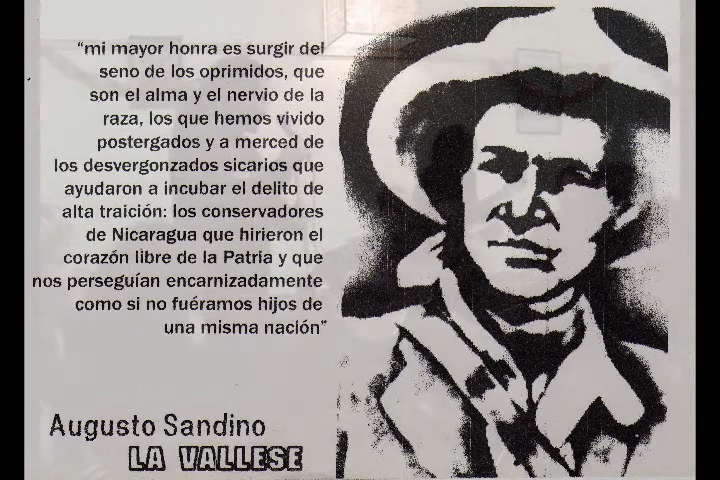 “mi mayor honra es surgir del
seno de los oprimidos, que
son el alma y el nervio de la
raza, los que hemos vivido
postergados y a merced de
los desvergonzados sicarios que
ayudaron a incubar el delito de
alta traición: los conservadores
de Nicaragua que hirieron el
corazón libre de la Patria y que
nos perseguían encarnizadamente
como si no fuéramos hijos de
una misma nación”
Augusto Sandino
LA VALLESE